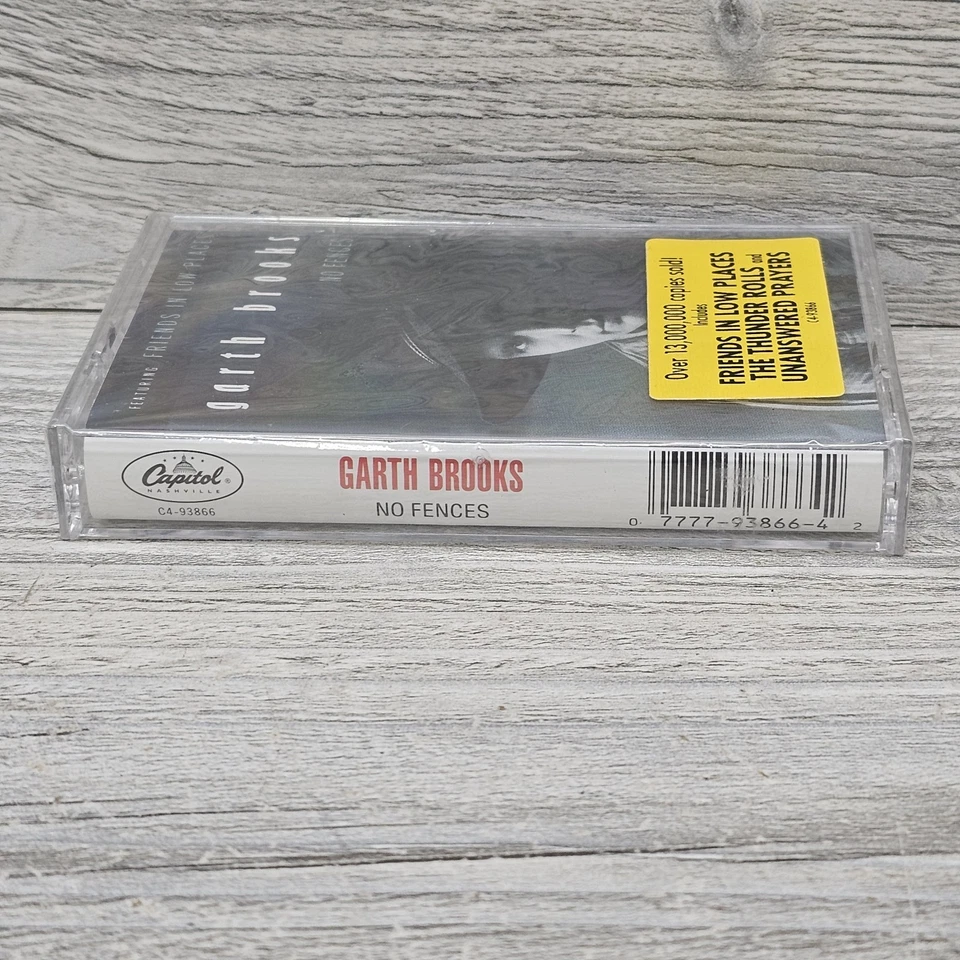 "FEATURING "FRIENDS IN LOW PLACES"
garth brooks
NO FENCES
Over 13,000,000 copies sold!
Includes
FRIENDS IN LOW PLACES
THE THUNDER ROLLS and
UNANSWERED PRAYERS
C4-93866
Capitol®
NASHVILLE
C4-93866
GARTH BROOKS
NO FENCES
0 7777-93866-4 2